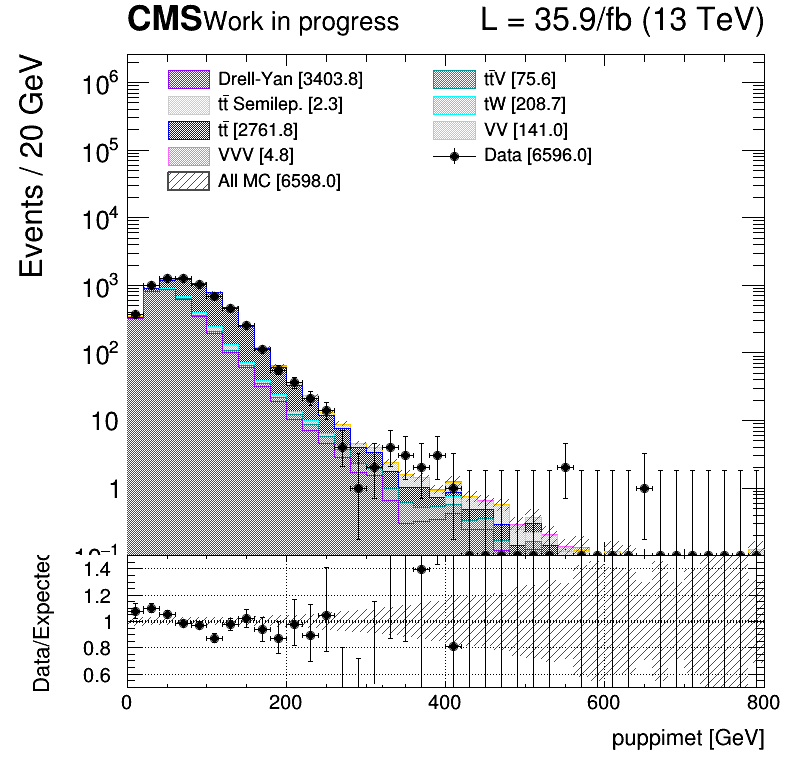 CMS Work in progress L = 35.9/fb (13 TeV)
Events / 20 GeV
10⁶
10⁵
10⁴
10³
10²
10
1
10⁻¹
Drell-Yan [3403.8]
tt̄ Semilep. [2.3]
tt̄ [2761.8]
VVV [4.8]
All MC [6598.0]
tt̄V [75.6]
tW [208.7]
VV [141.0]
Data [6596.0]
Data/Expected
1.4
1.2
1
0.8
0.6
0 200 400 600 800
puppimet [GeV]